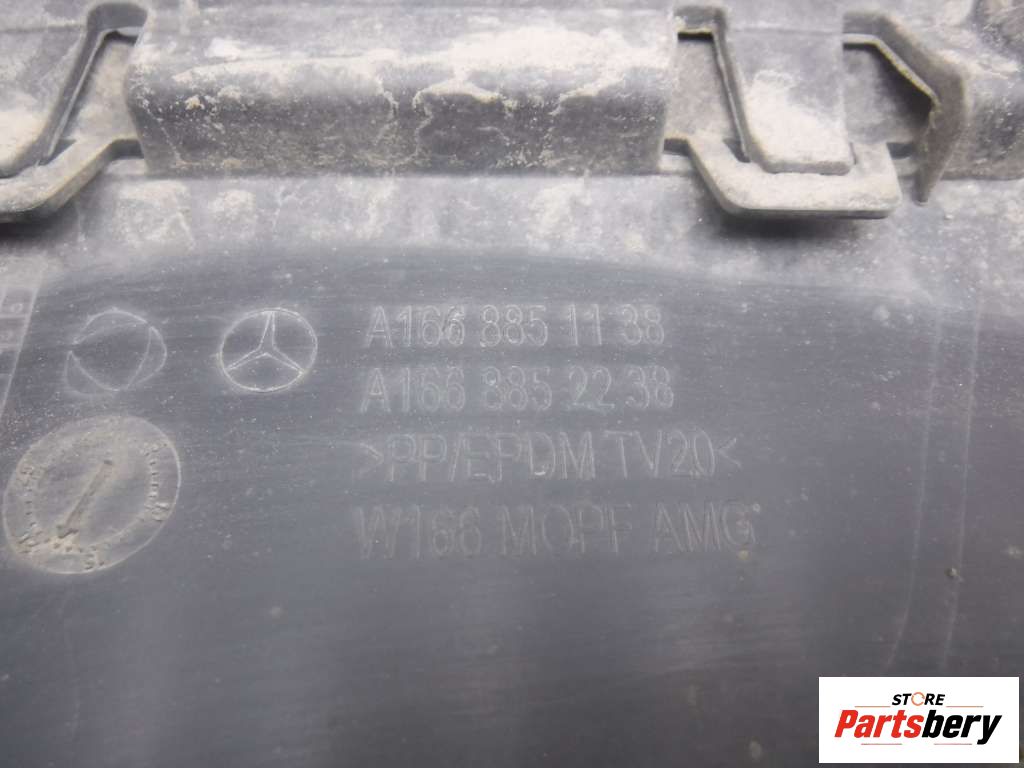 A166 885 11 38
A166 885 22 38
>PP/EPDM TV20<
W166 MOPF AMG
STORE
Partsbery